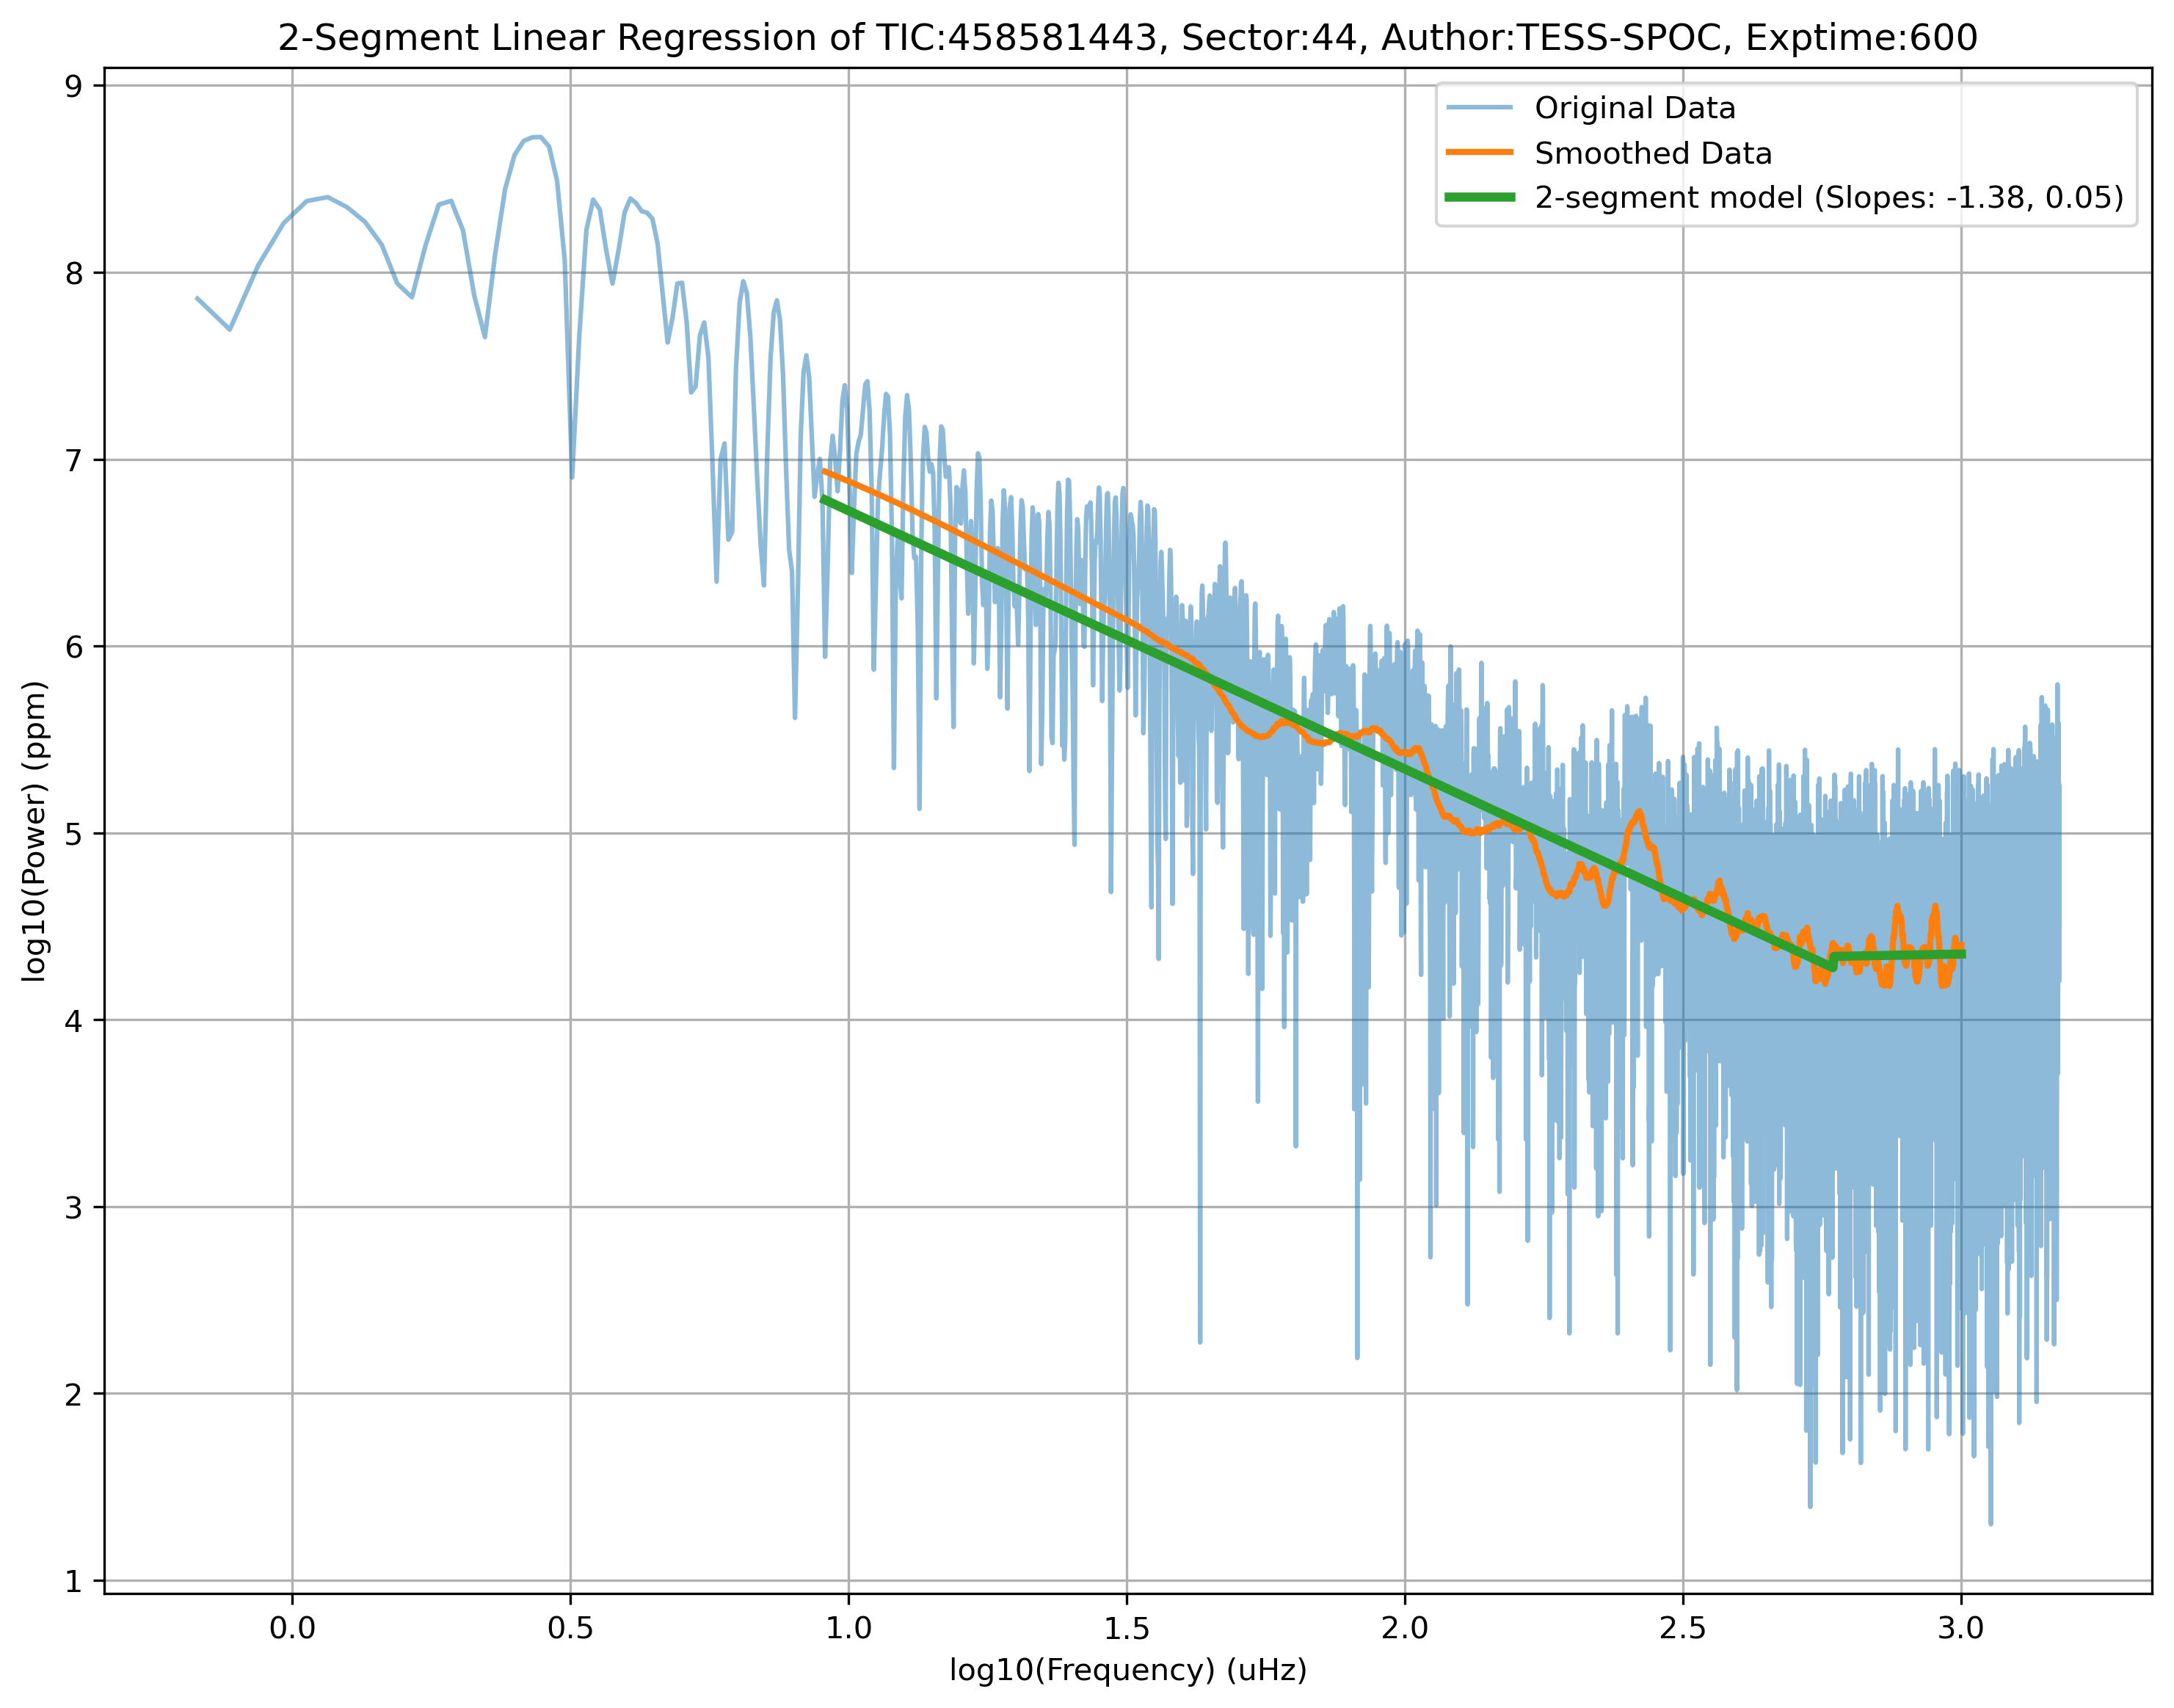 2-Segment Linear Regression of TIC:458581443, Sector:44, Author:TESS-SPOC, Exptime:600
Original Data
Smoothed Data
2-segment model (Slopes: -1.38, 0.05)
9
8
7
6
5
4
3
2
1
log10(Power) (ppm)
0.0 0.5 1.0 1.5 2.0 2.5 3.0
log10(Frequency) (uHz)